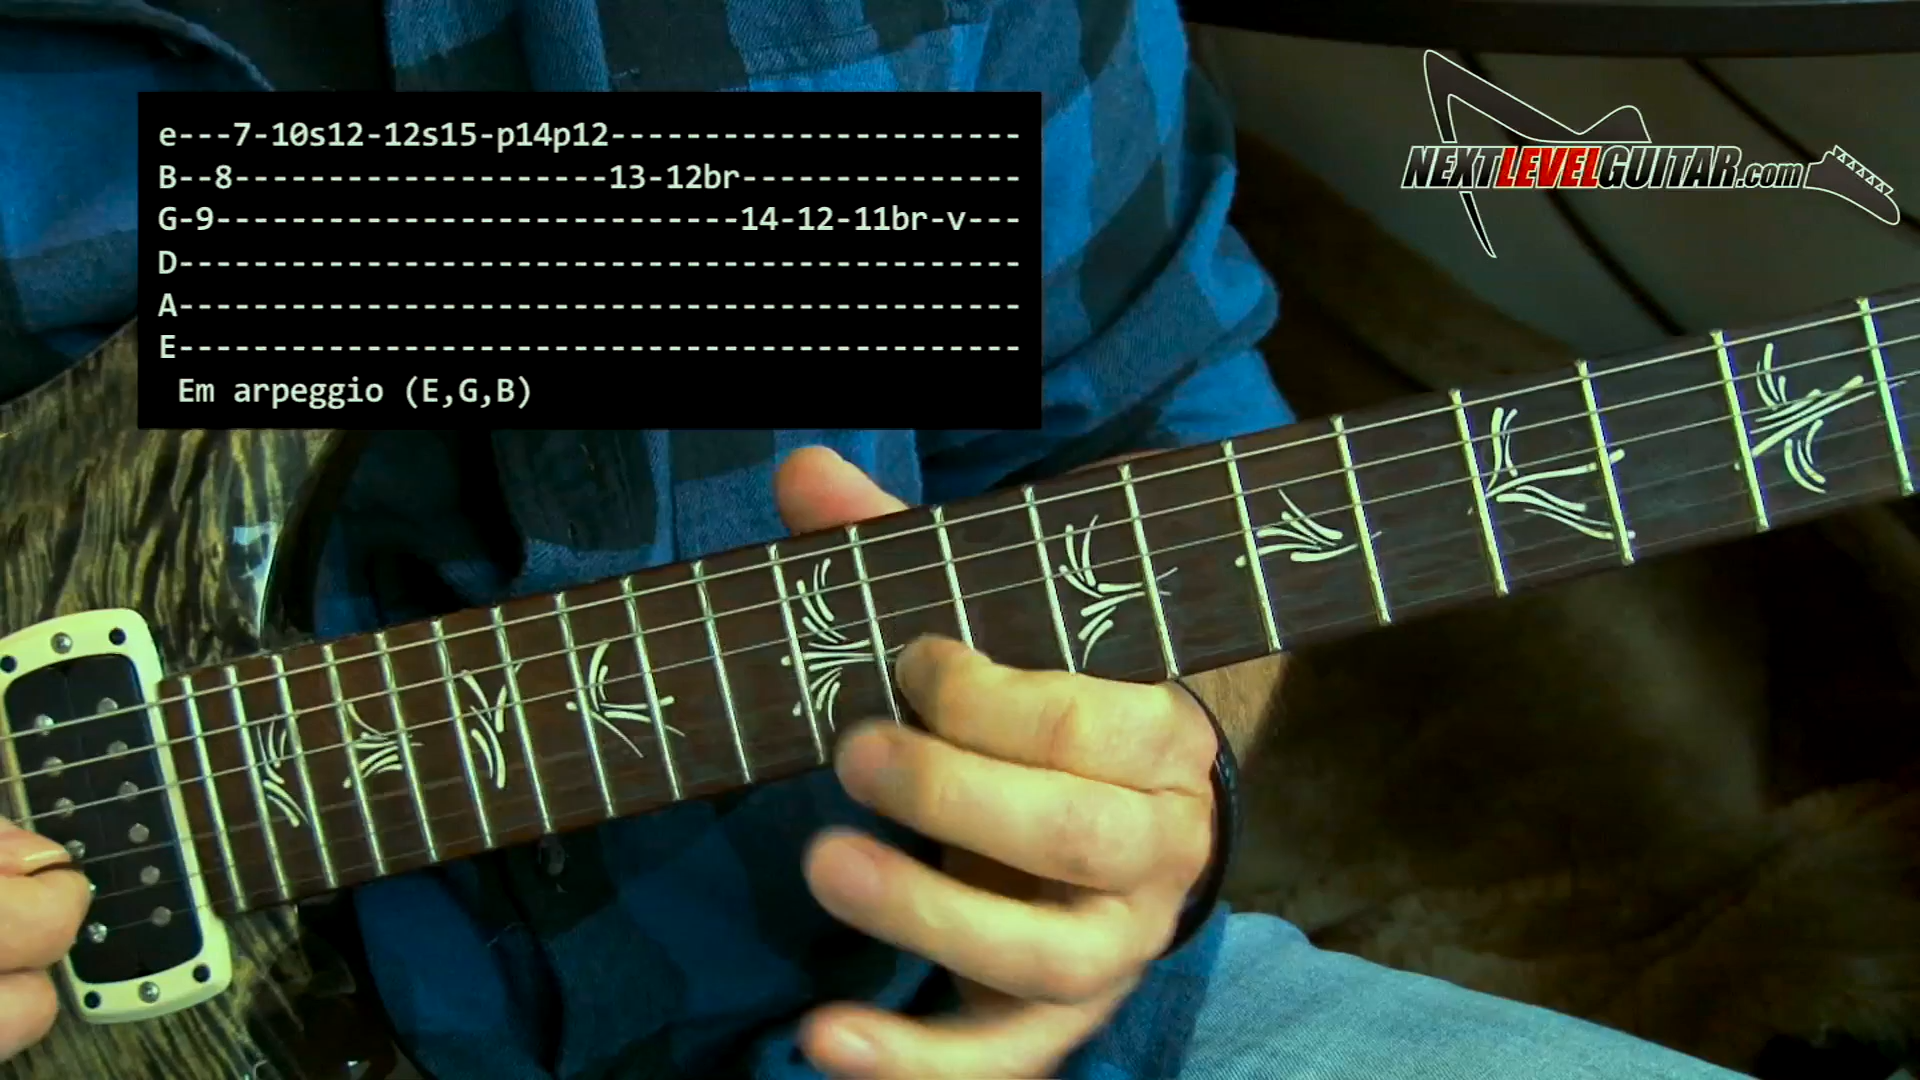 e---7-10s12-12s15-p14p12----------------------
B--8--------------------13-12br---------------
G-9----------------------------14-12-11br-v---
D---------------------------------------------
A---------------------------------------------
E---------------------------------------------
Em arpeggio (E,G,B)
NEXTLEVELGUITAR.com